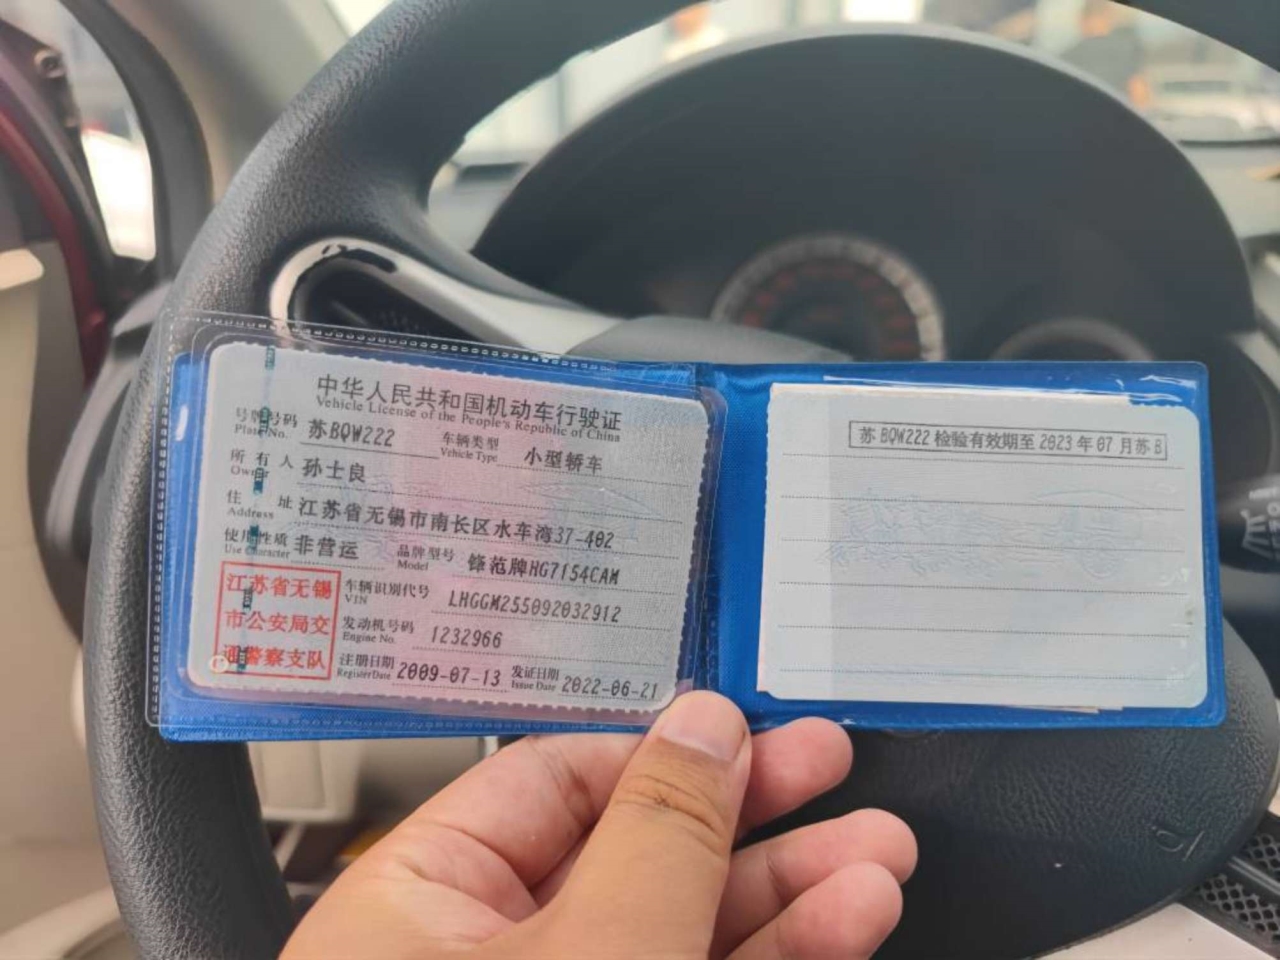 中华人民共和国机动车行驶证
Vehicle License of the People's Republic of China
号牌号码 苏BQW222 车辆类型 小型轿车
Plate No. Vehicle Type
所有人 孙士良
Owner
住址 江苏省无锡市南长区水车湾37-402
Address
使用性质 非营运 品牌型号 锋范牌HG7154CAM
Use Character Model
江苏省无锡
市公安局交
通警察支队
车辆识别代号 LHGGM255092032912
VIN
发动机号码 1232966
Engine No.
注册日期 2009-07-13 发证日期 2022-06-21
Register Date Issue Date
苏BQW222检验有效期至2023年07月苏B